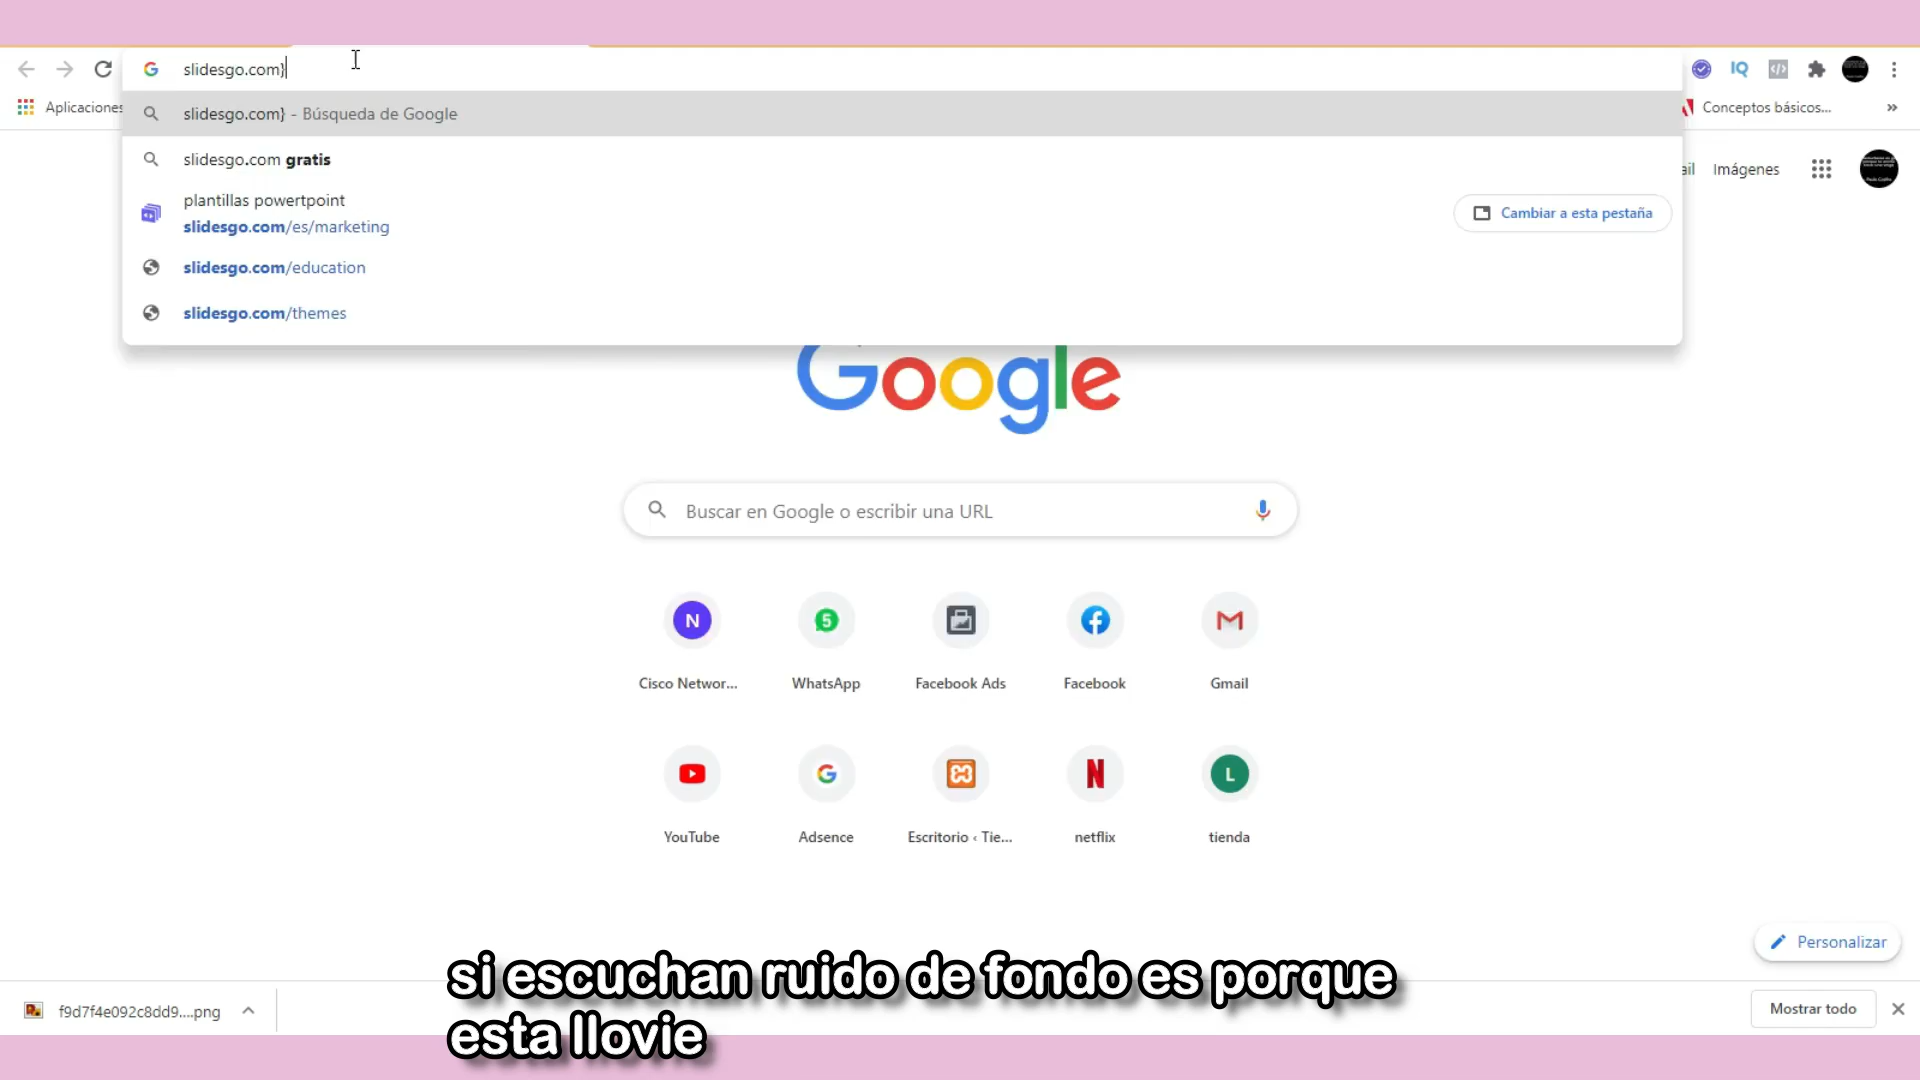 slidesgo.com}
Aplicaciones
slidesgo.com} - Búsqueda de Google
Conceptos básicos...
»
slidesgo.com gratis
ail Imágenes
plantillas powertpoint
slidesgo.com/es/marketing
Cambiar a esta pestaña
slidesgo.com/education
slidesgo.com/themes
Google
Buscar en Google o escribir una URL
N
5
L
Cisco Networ...
WhatsApp
Facebook Ads
Facebook
Gmail
YouTube
Adsence
Escritorio ‹ Tie...
netflix
tienda
Personalizar
si escuchan ruido de fondo es porque
esta llovie
f9d7f4e092c8dd9....png
Mostrar todo